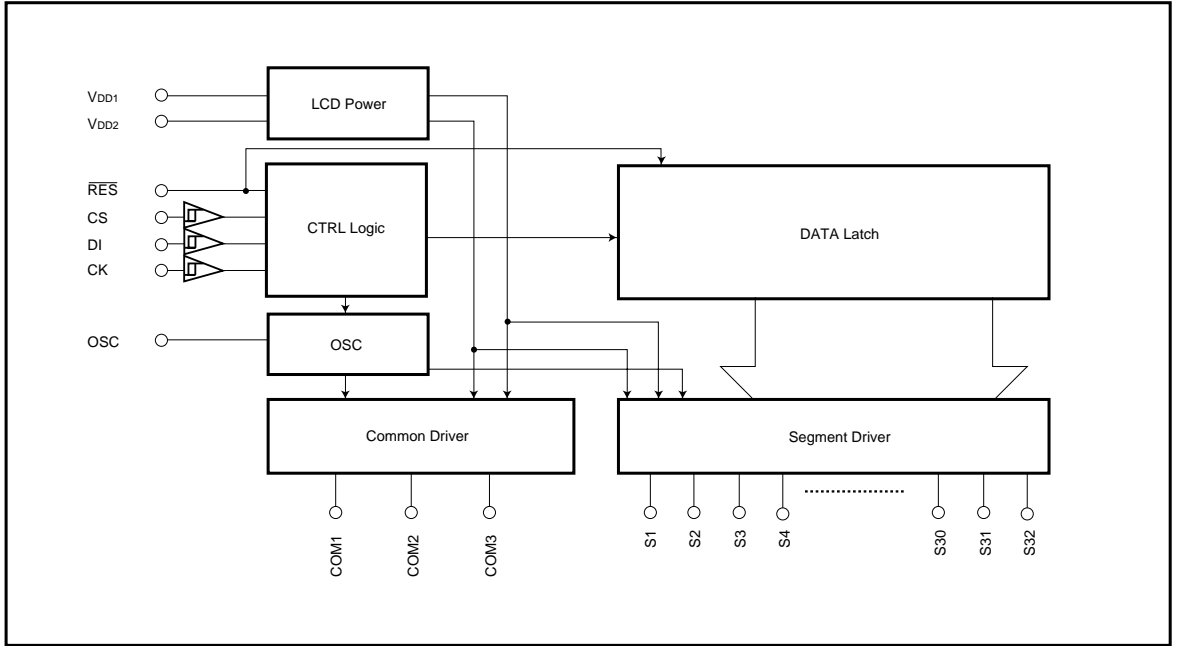 VDD1
VDD2
LCD Power
RES
CS
DI
CK
CTRL Logic
DATA Latch
OSC
OSC
Common Driver
Segment Driver
COM1
COM2
COM3
S1
S2
S3
S4
S30
S31
S32